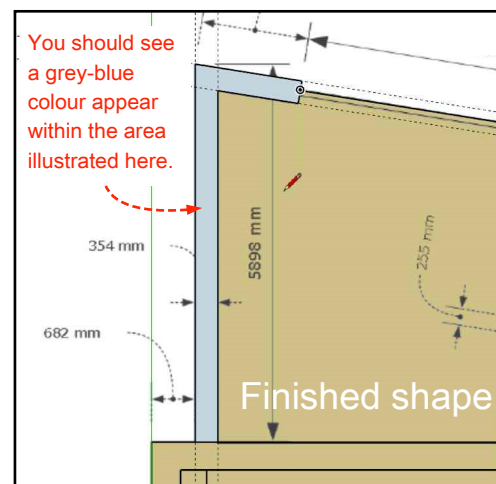 You should see
a grey-blue
colour appear
within the area
illustrated here.
354 mm
5898 mm
255 mm
682 mm
Finished shape